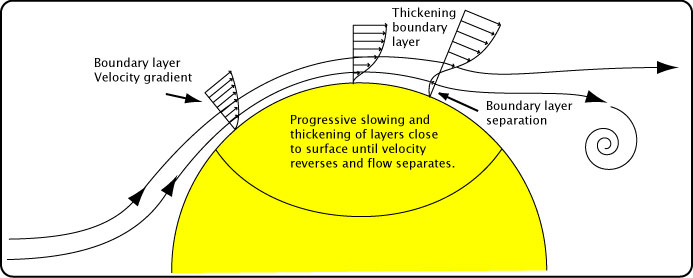 Thickening
boundary
layer
Boundary layer
Velocity gradient
Boundary layer
separation
Progressive slowing and
thickening of layers close
to surface until velocity
reverses and flow separates.